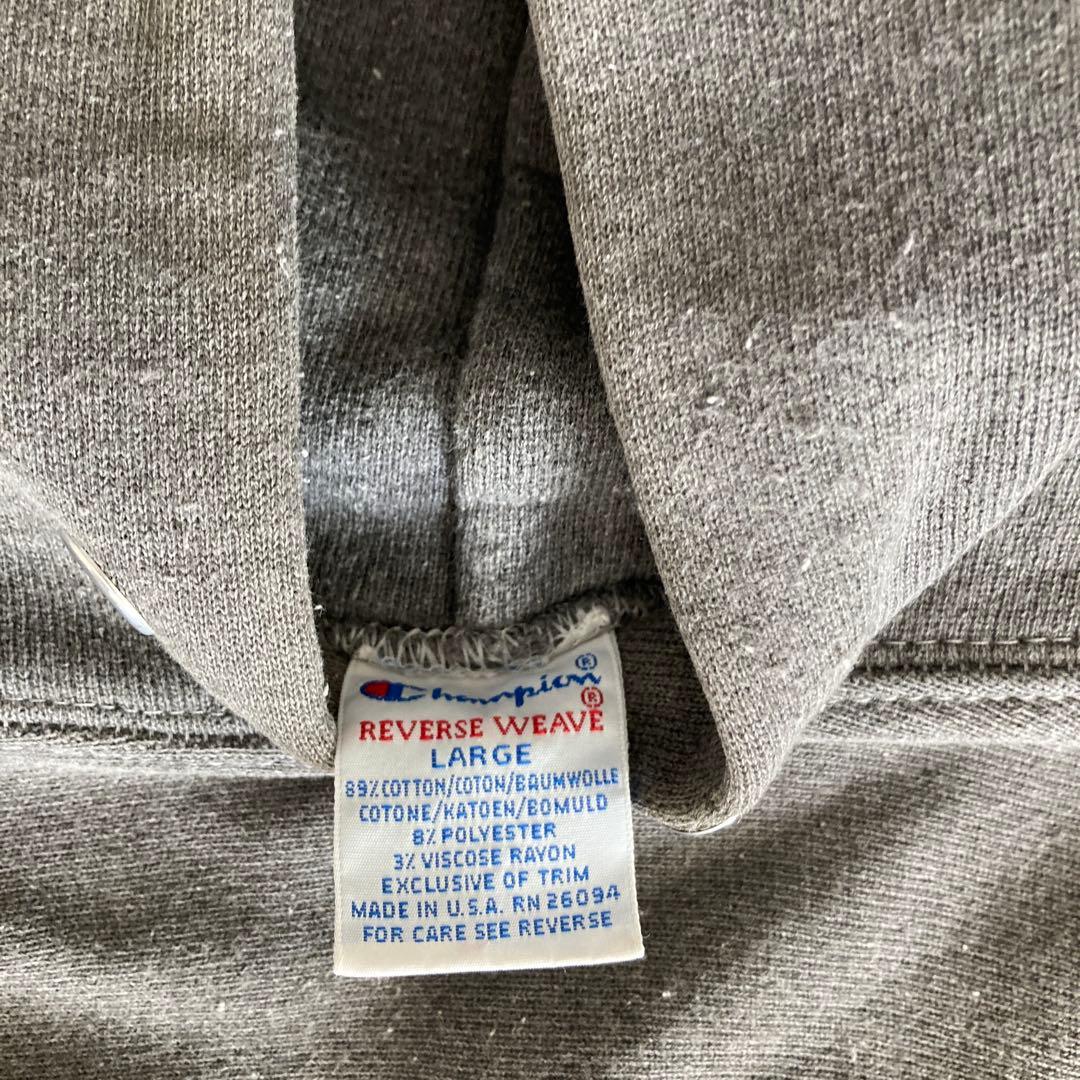 Champion®
REVERSE WEAVE®
LARGE
89% COTTON/COTON/BAUMWOLLE
COTONE/KATOEN/BOMULD
8% POLYESTER
3% VISCOSE RAYON
EXCLUSIVE OF TRIM
MADE IN U.S.A. RN 26094
FOR CARE SEE REVERSE